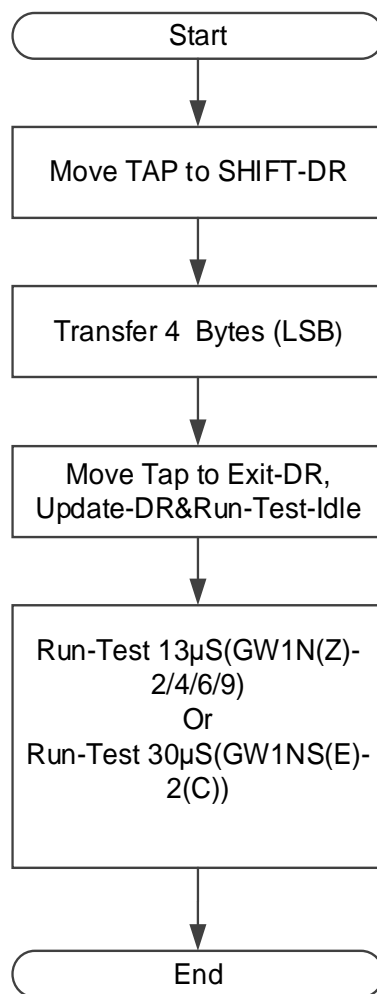 Start
Move TAP to SHIFT-DR
Transfer 4 Bytes (LSB)
Move Tap to Exit-DR,
Update-DR&Run-Test-Idle
Run-Test 13µS(GW1N(Z)-
2/4/6/9)
Or
Run-Test 30µS(GW1NS(E)-
2(C))
End